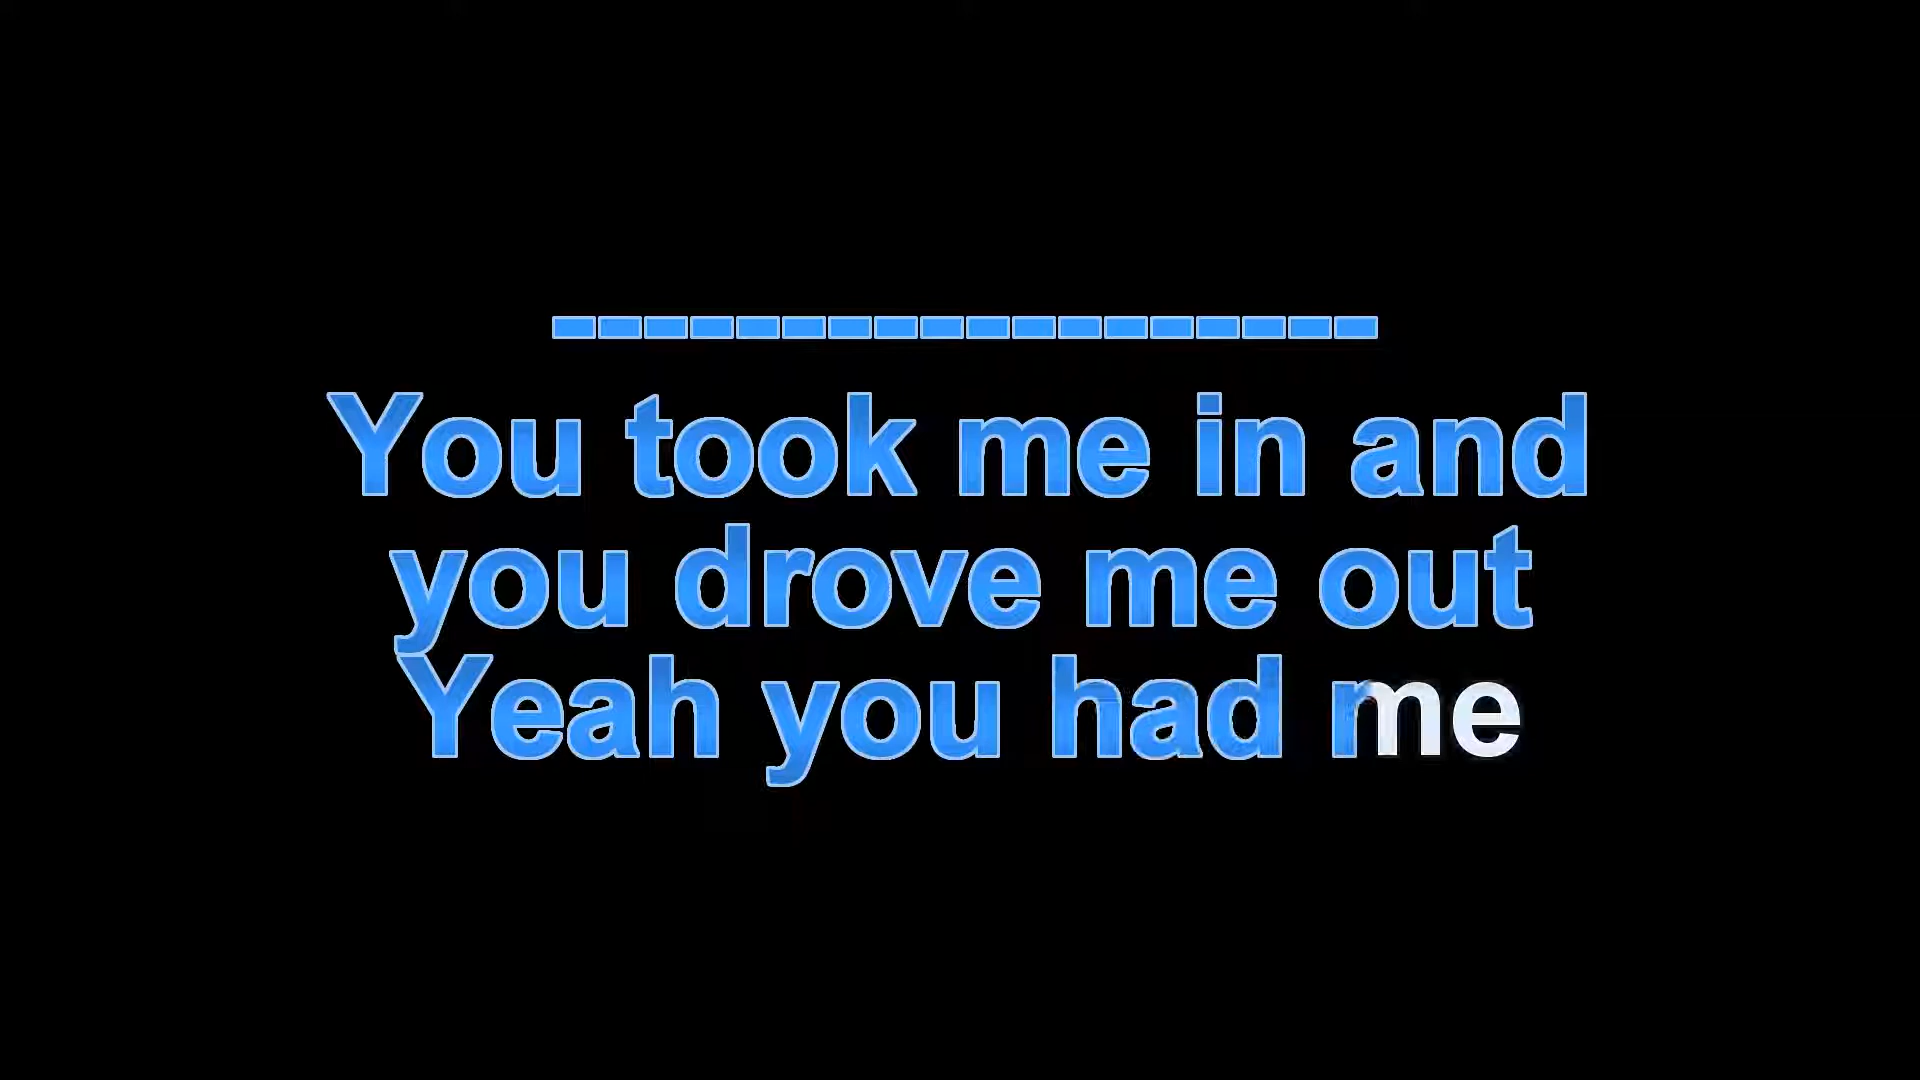 ------------------
You took me in and
you drove me out
Yeah you had me